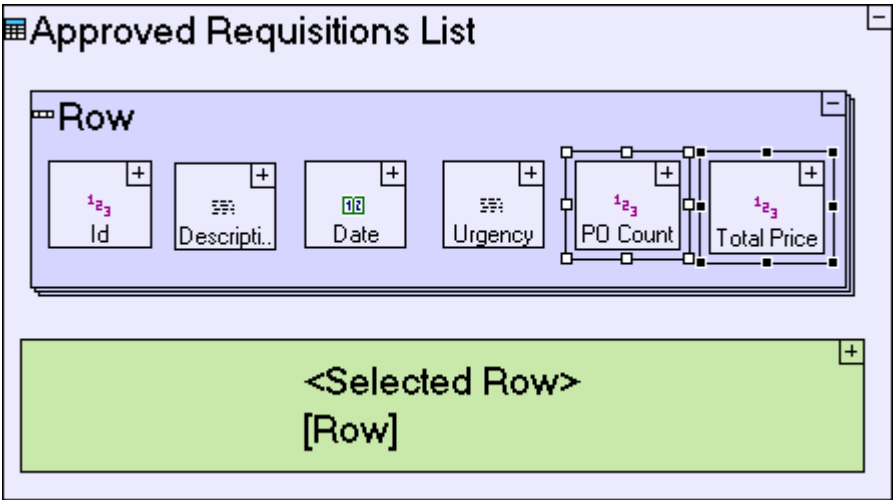 Approved Requisitions List
Row
Id
Descripti..
Date
Urgency
PO Count
Total Price
<Selected Row>
[Row]